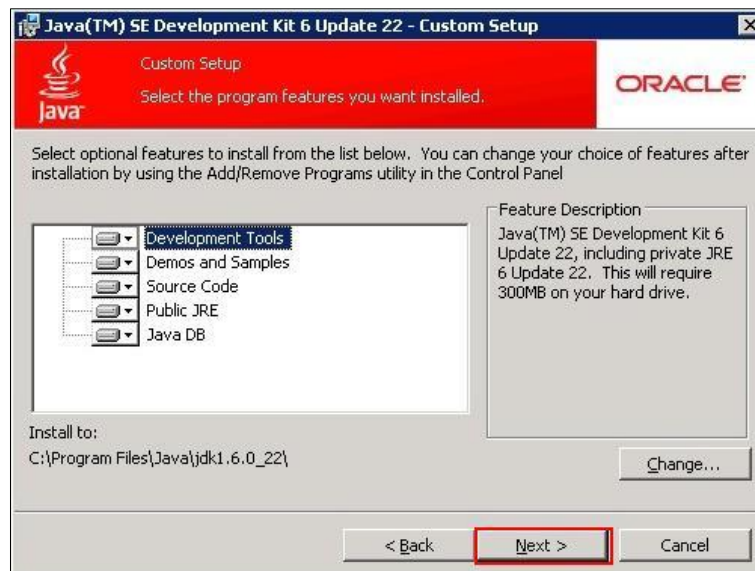 Java(TM) SE Development Kit 6 Update 22 - Custom Setup
Java
Custom Setup
Select the program features you want installed.
ORACLE
Select optional features to install from the list below. You can change your choice of features after
installation by using the Add/Remove Programs utility in the Control Panel
Development Tools
Demos and Samples
Source Code
Public JRE
Java DB
Feature Description
Java(TM) SE Development Kit 6
Update 22, including private JRE
6 Update 22. This will require
300MB on your hard drive.
Install to:
C:\Program Files\Java\jdk1.6.0_22\
Change...
< Back
Next >
Cancel